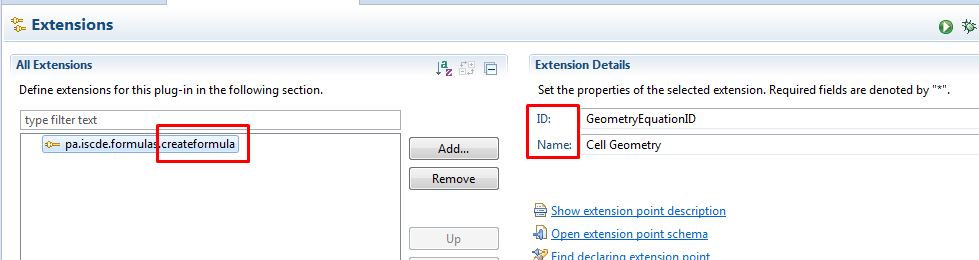 Extensions
All Extensions
Define extensions for this plug-in in the following section.
type filter text
pa.iscde.formulas.createformula
Add...
Remove
Up
Extension Details
Set the properties of the selected extension. Required fields are denoted by "*".
ID: GeometryEquationID
Name: Cell Geometry
Show extension point description
Open extension point schema
Find declaring extension point